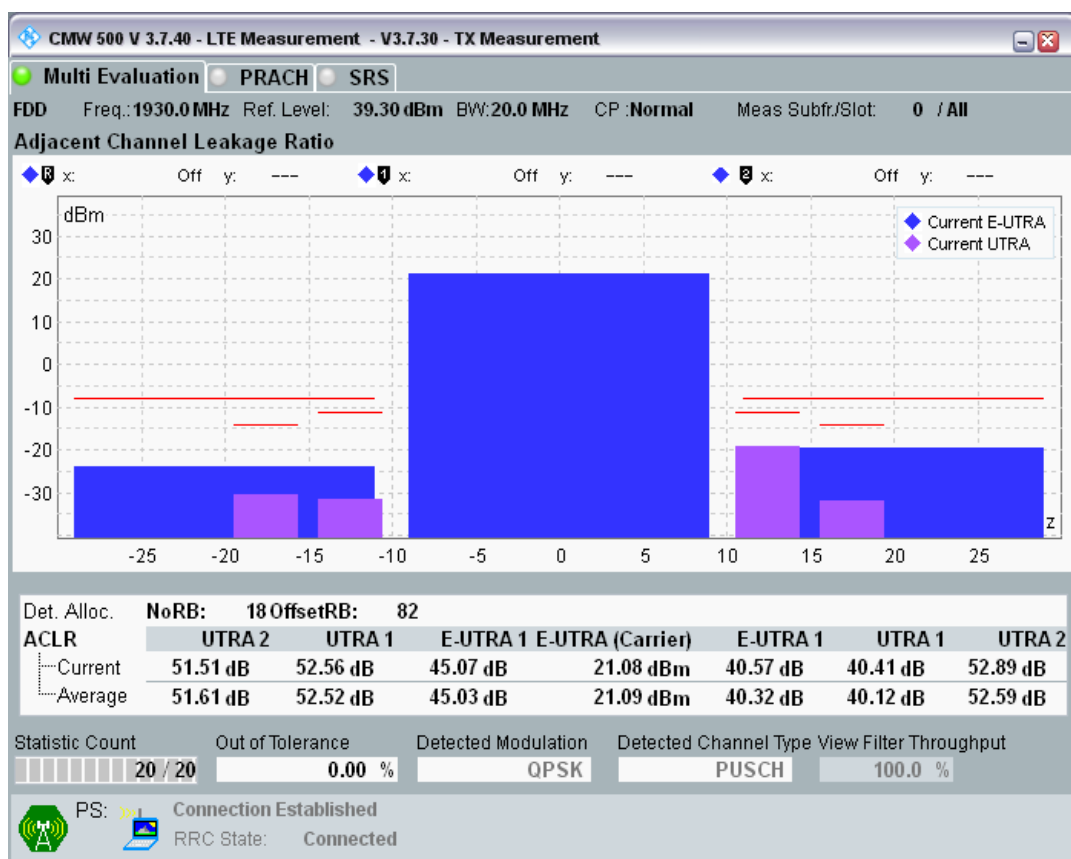 CMW 500 V 3.7.40 - LTE Measurement - V3.7.30 - TX Measurement
Multi Evaluation PRACH SRS
FDD Freq.: 1930.0 MHz Ref. Level: 39.30 dBm BW: 20.0 MHz CP : Normal Meas Subfr./Slot: 0 / All
Adjacent Channel Leakage Ratio
R x: Off y: --- 1 x: Off y: --- 2 x: Off y: ---
dBm
Current E-UTRA
Current UTRA
30
20
10
0
-10
-20
-30
z
-25 -20 -15 -10 -5 0 5 10 15 20 25
Det. Alloc. NoRB: 18 OffsetRB: 82
ACLR UTRA 2 UTRA 1 E-UTRA 1 E-UTRA (Carrier) E-UTRA 1 UTRA 1 UTRA 2
Current 51.51 dB 52.56 dB 45.07 dB 21.08 dBm 40.57 dB 40.41 dB 52.89 dB
Average 51.61 dB 52.52 dB 45.03 dB 21.09 dBm 40.32 dB 40.12 dB 52.59 dB
Statistic Count Out of Tolerance Detected Modulation Detected Channel Type View Filter Throughput
20 / 20 0.00 % QPSK PUSCH 100.0 %
PS: Connection Established
RRC State: Connected